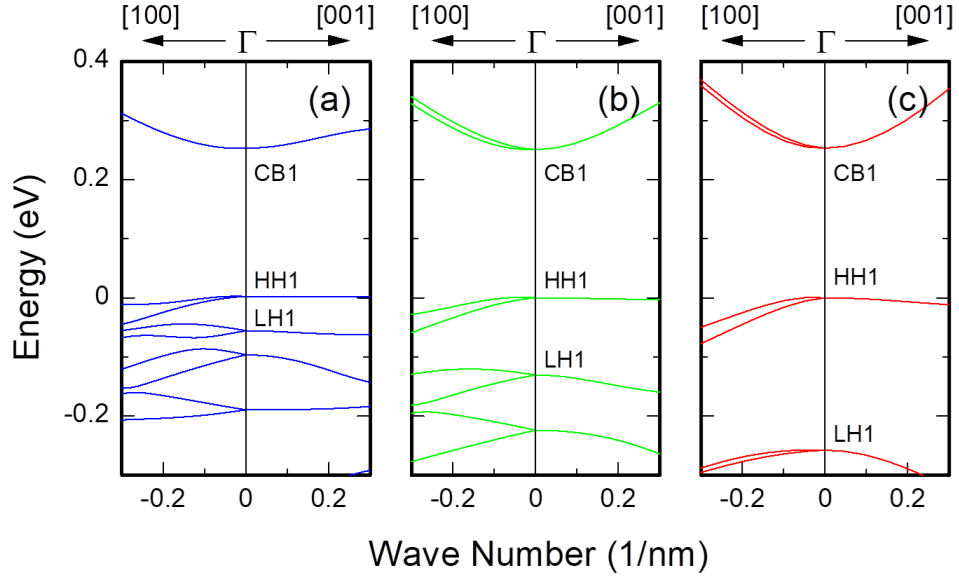 [100] [001] [100] [001] [100] [001]
Γ Γ Γ
0.4 (a) (b) (c)
CB1 CB1 CB1
0.2
HH1 HH1 HH1
0
LH1
LH1
-0.2
LH1
-0.2 0 0.2 -0.2 0 0.2 -0.2 0 0.2
Energy (eV)
Wave Number (1/nm)